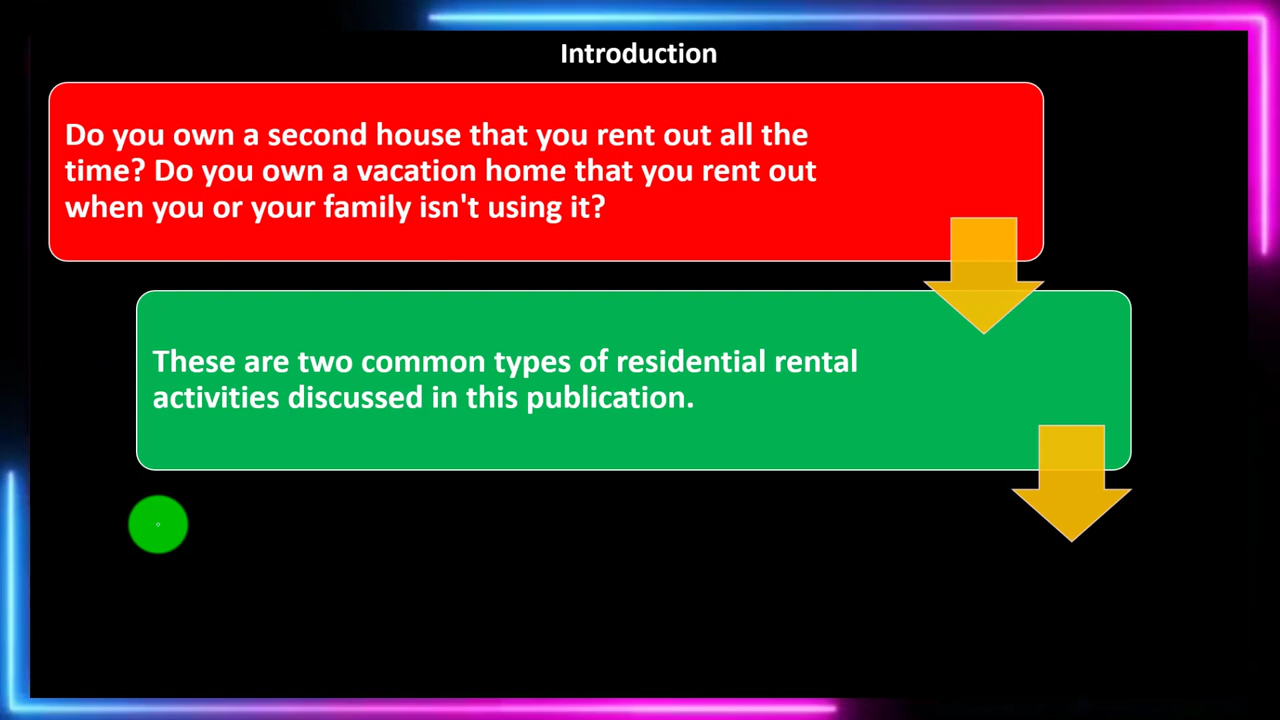 Introduction
Do you own a second house that you rent out all the
time? Do you own a vacation home that you rent out
when you or your family isn't using it?
These are two common types of residential rental
activities discussed in this publication.